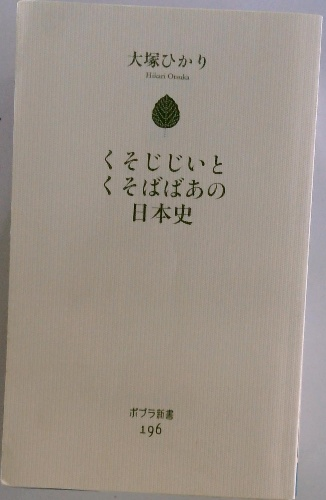 大塚ひかり
Hikari Otsuka
くそじじいと
くそばばあの
日本史
ポプラ新書
196